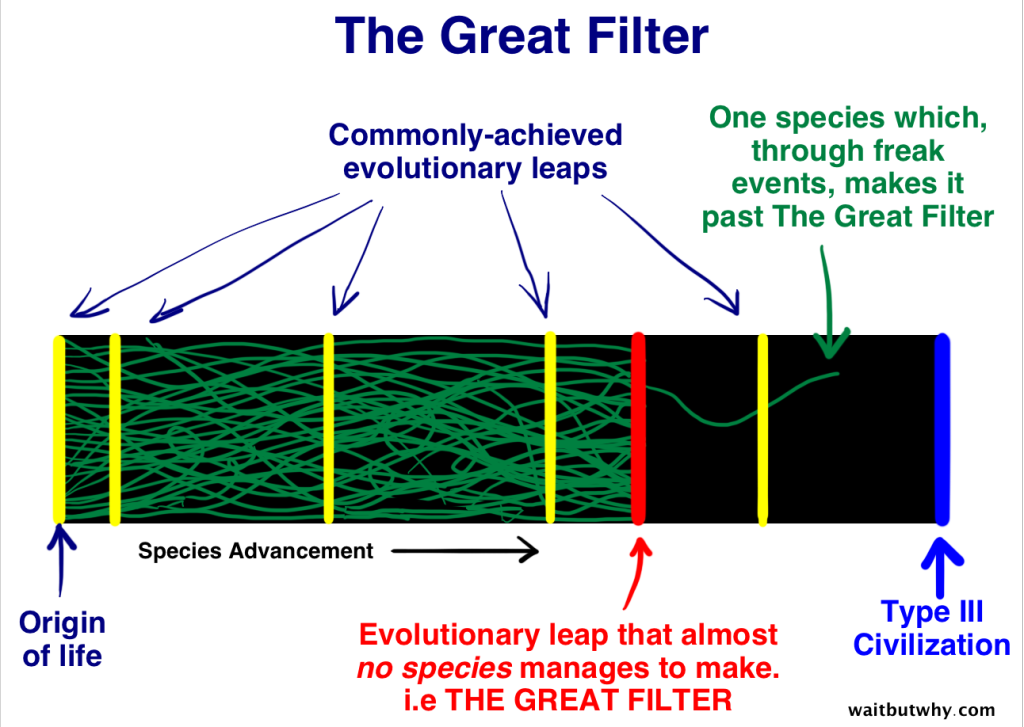 The Great Filter
Commonly-achieved
evolutionary leaps
One species which,
through freak
events, makes it
past The Great Filter
Species Advancement
Origin
of life
Evolutionary leap that almost
no species manages to make.
i.e THE GREAT FILTER
Type III
Civilization
waitbutwhy.com